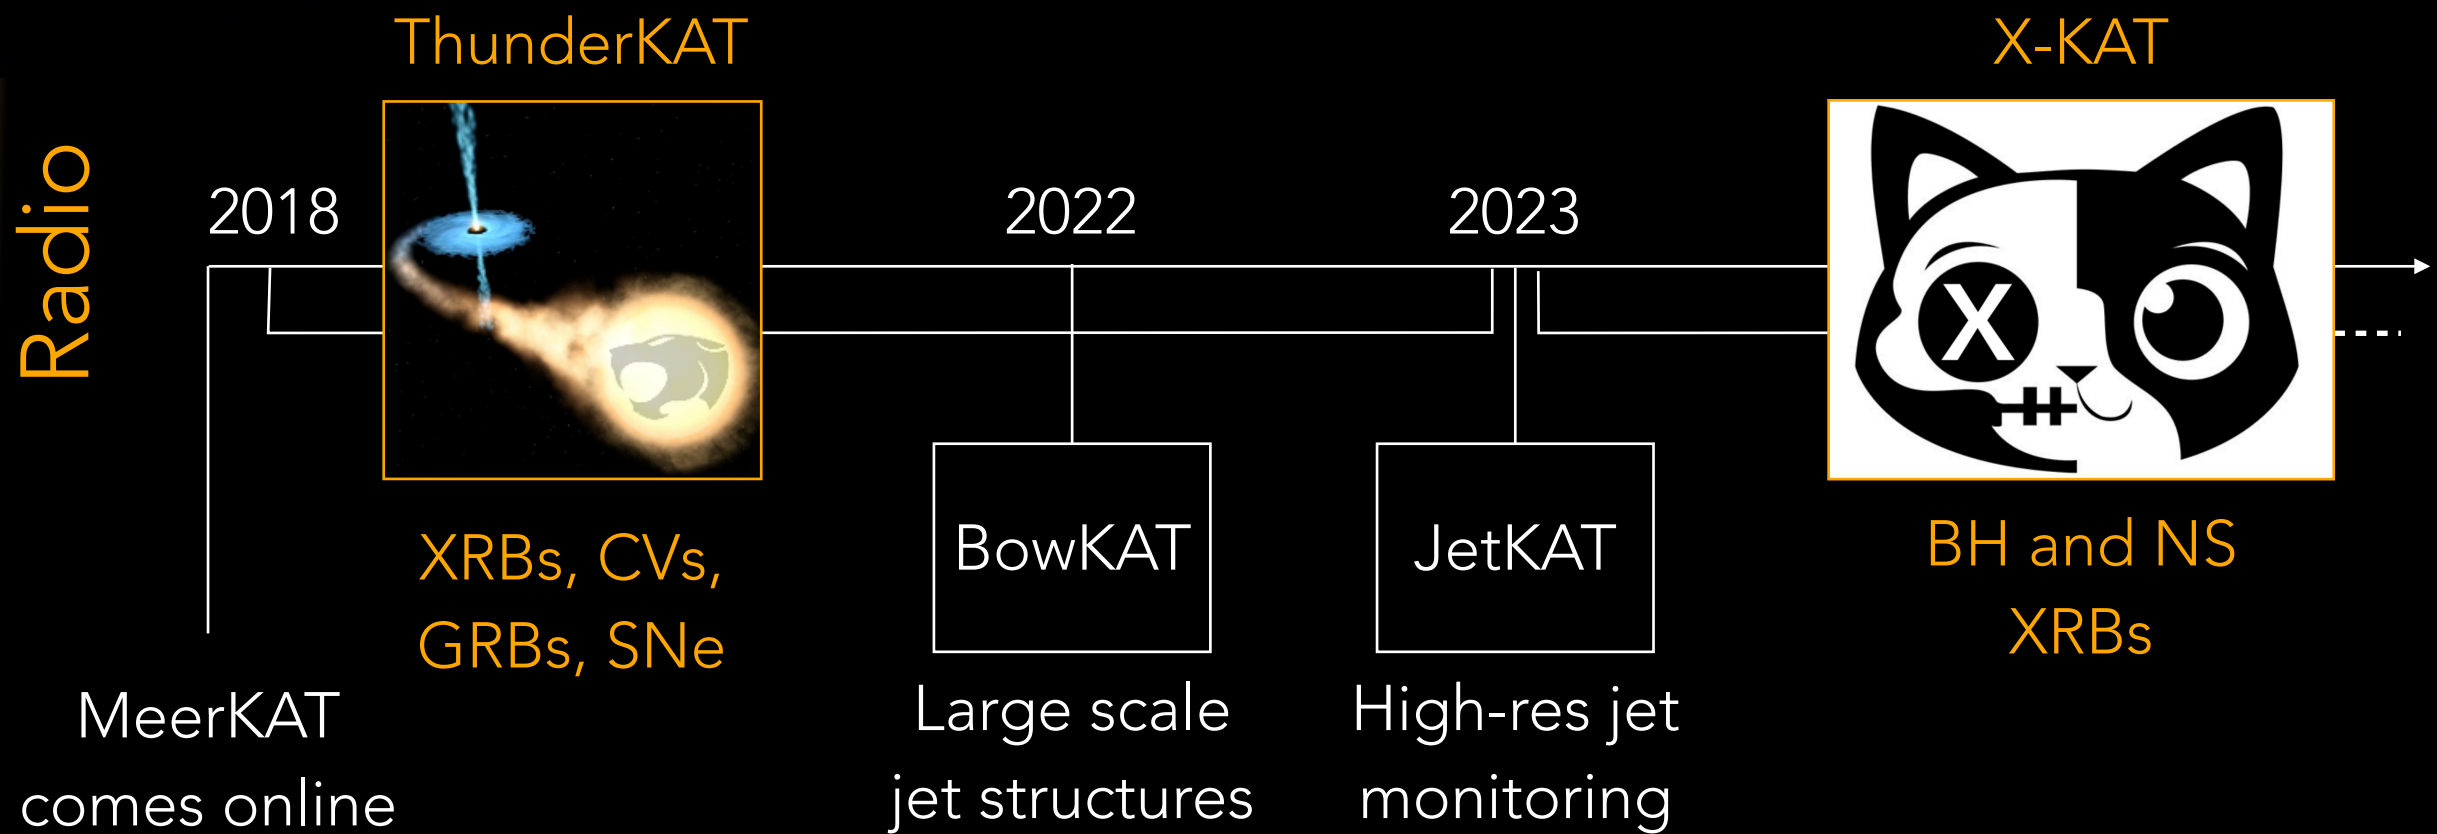 Radio
ThunderKAT
X-KAT
2018
2022
2023
X
BowKAT
JetKAT
XRBs, CVs,
GRBs, SNe
BH and NS
XRBs
MeerKAT
comes online
Large scale
jet structures
High-res jet
monitoring